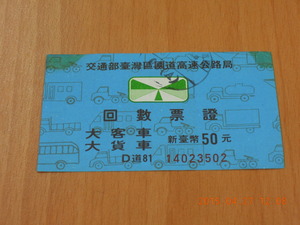 交通部臺灣區國道高速公路局
回數票證
大客車
大貨車
新臺幣50元
D道81 14023502